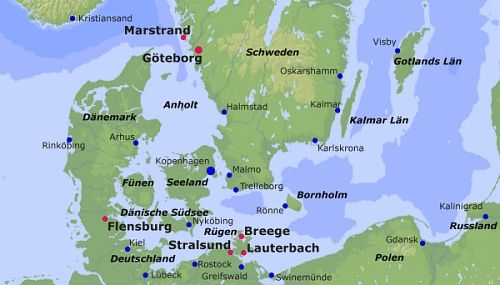 Kristiansand
Marstrand
Göteborg
Schweden
Visby
Gotlands Län
Oskarshamm
Anholt
Halmstad
Kalmar
Kalmar Län
Dänemark
Rinköbing
Arhus
Karlskrona
Kopenhagen
Malmo
Fünen
Seeland
Trelleborg
Bornholm
Rönne
Kalinigrad
Russland
Dänische Südsee
Flensburg
Nyköbing
Rügen
Breege
Kiel
Stralsund
Lauterbach
Gdansk
Polen
Deutschland
Rostock
Lübeck
Greifswald
Swinemünde